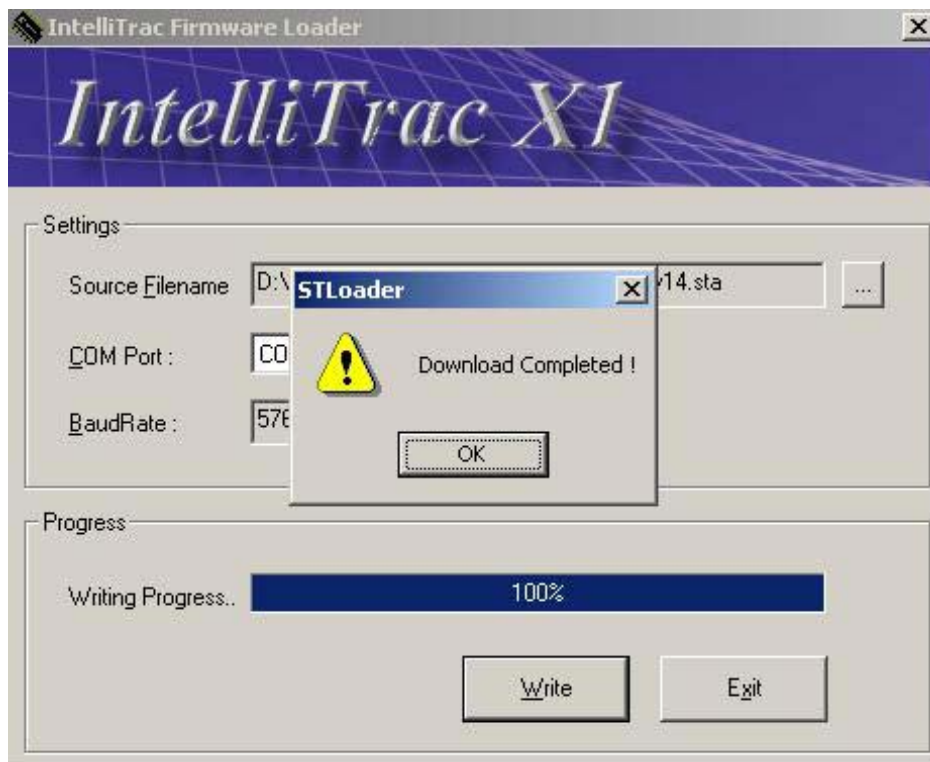 IntelliTrac Firmware Loader
IntelliTrac X1
Settings
Source Filename D:\ 14.sta ...
STLoader
COM Port : CO
Download Completed !
BaudRate : 576
OK
Progress
Writing Progress.. 100%
Write Exit